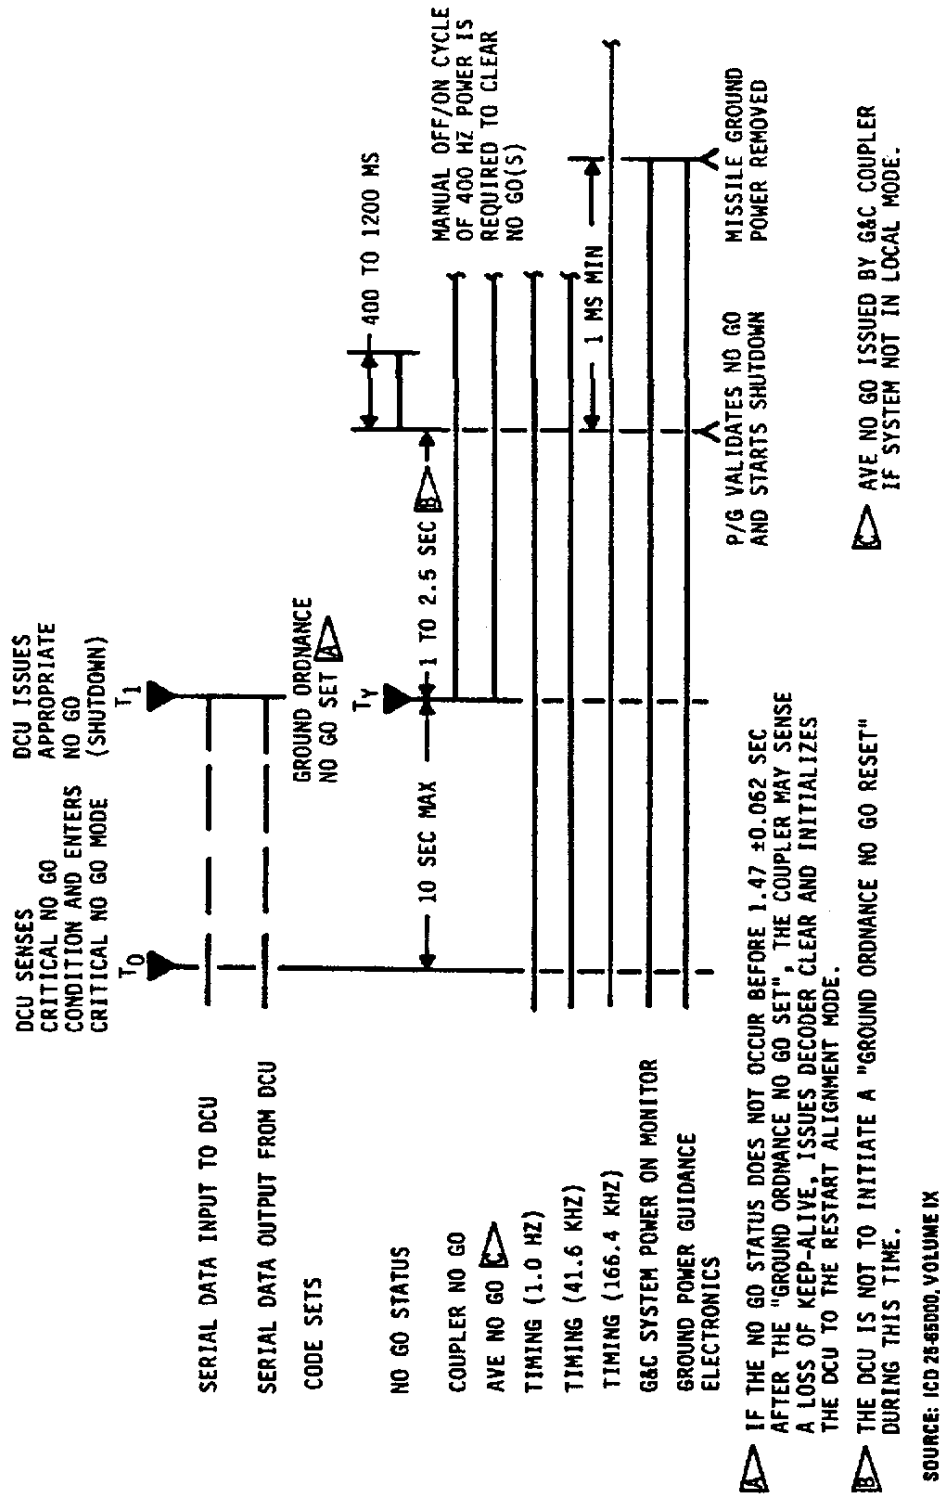 DCU SENSES
CRITICAL NO GO
CONDITION AND ENTERS
CRITICAL NO GO MODE
T0
DCU ISSUES
APPROPRIATE
NO GO
(SHUTDOWN)
T1
SERIAL DATA INPUT TO DCU
SERIAL DATA OUTPUT FROM DCU
CODE SETS
GROUND ORDNANCE
NO GO SET A
TY
NO GO STATUS
10 SEC MAX
1 TO 2.5 SEC B
400 TO 1200 MS
COUPLER NO GO
AVE NO GO C
MANUAL OFF/ON CYCLE
OF 400 HZ POWER IS
REQUIRED TO CLEAR
NO GO(S)
TIMING (1.0 HZ)
TIMING (41.6 KHZ)
TIMING (166.4 KHZ)
1 MS MIN
G&C SYSTEM POWER ON MONITOR
GROUND POWER GUIDANCE
ELECTRONICS
P/G VALIDATES NO GO
AND STARTS SHUTDOWN
MISSILE GROUND
POWER REMOVED
A IF THE NO GO STATUS DOES NOT OCCUR BEFORE 1.47 ±0.062 SEC
AFTER THE "GROUND ORDNANCE NO GO SET", THE COUPLER MAY SENSE
A LOSS OF KEEP-ALIVE, ISSUES DECODER CLEAR AND INITIALIZES
THE DCU TO THE RESTART ALIGNMENT MODE.
B THE DCU IS NOT TO INITIATE A "GROUND ORDNANCE NO GO RESET"
DURING THIS TIME.
C AVE NO GO ISSUED BY G&C COUPLER
IF SYSTEM NOT IN LOCAL MODE.
SOURCE: ICD 25-65000, VOLUME IX